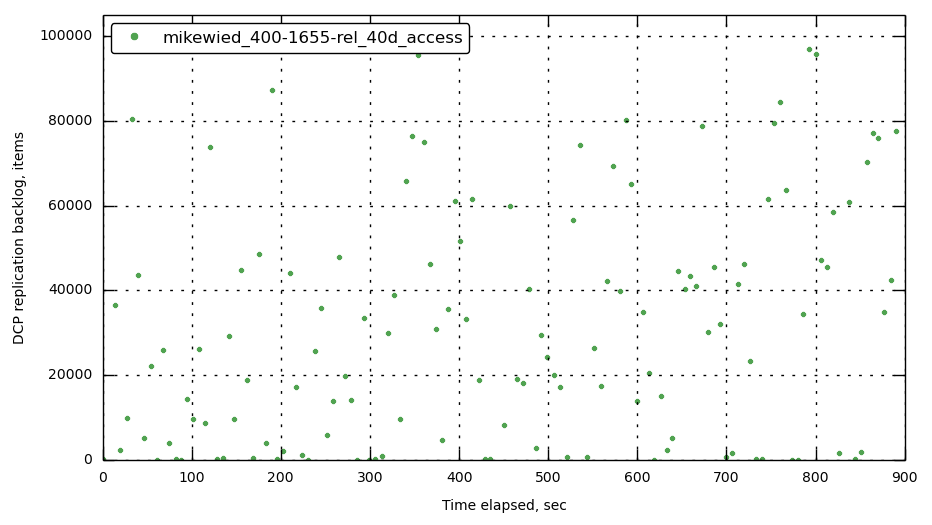 mikewied_400-1655-rel_40d_access
100000
80000
60000
40000
20000
0
DCP replication backlog, items
0 100 200 300 400 500 600 700 800 900
Time elapsed, sec